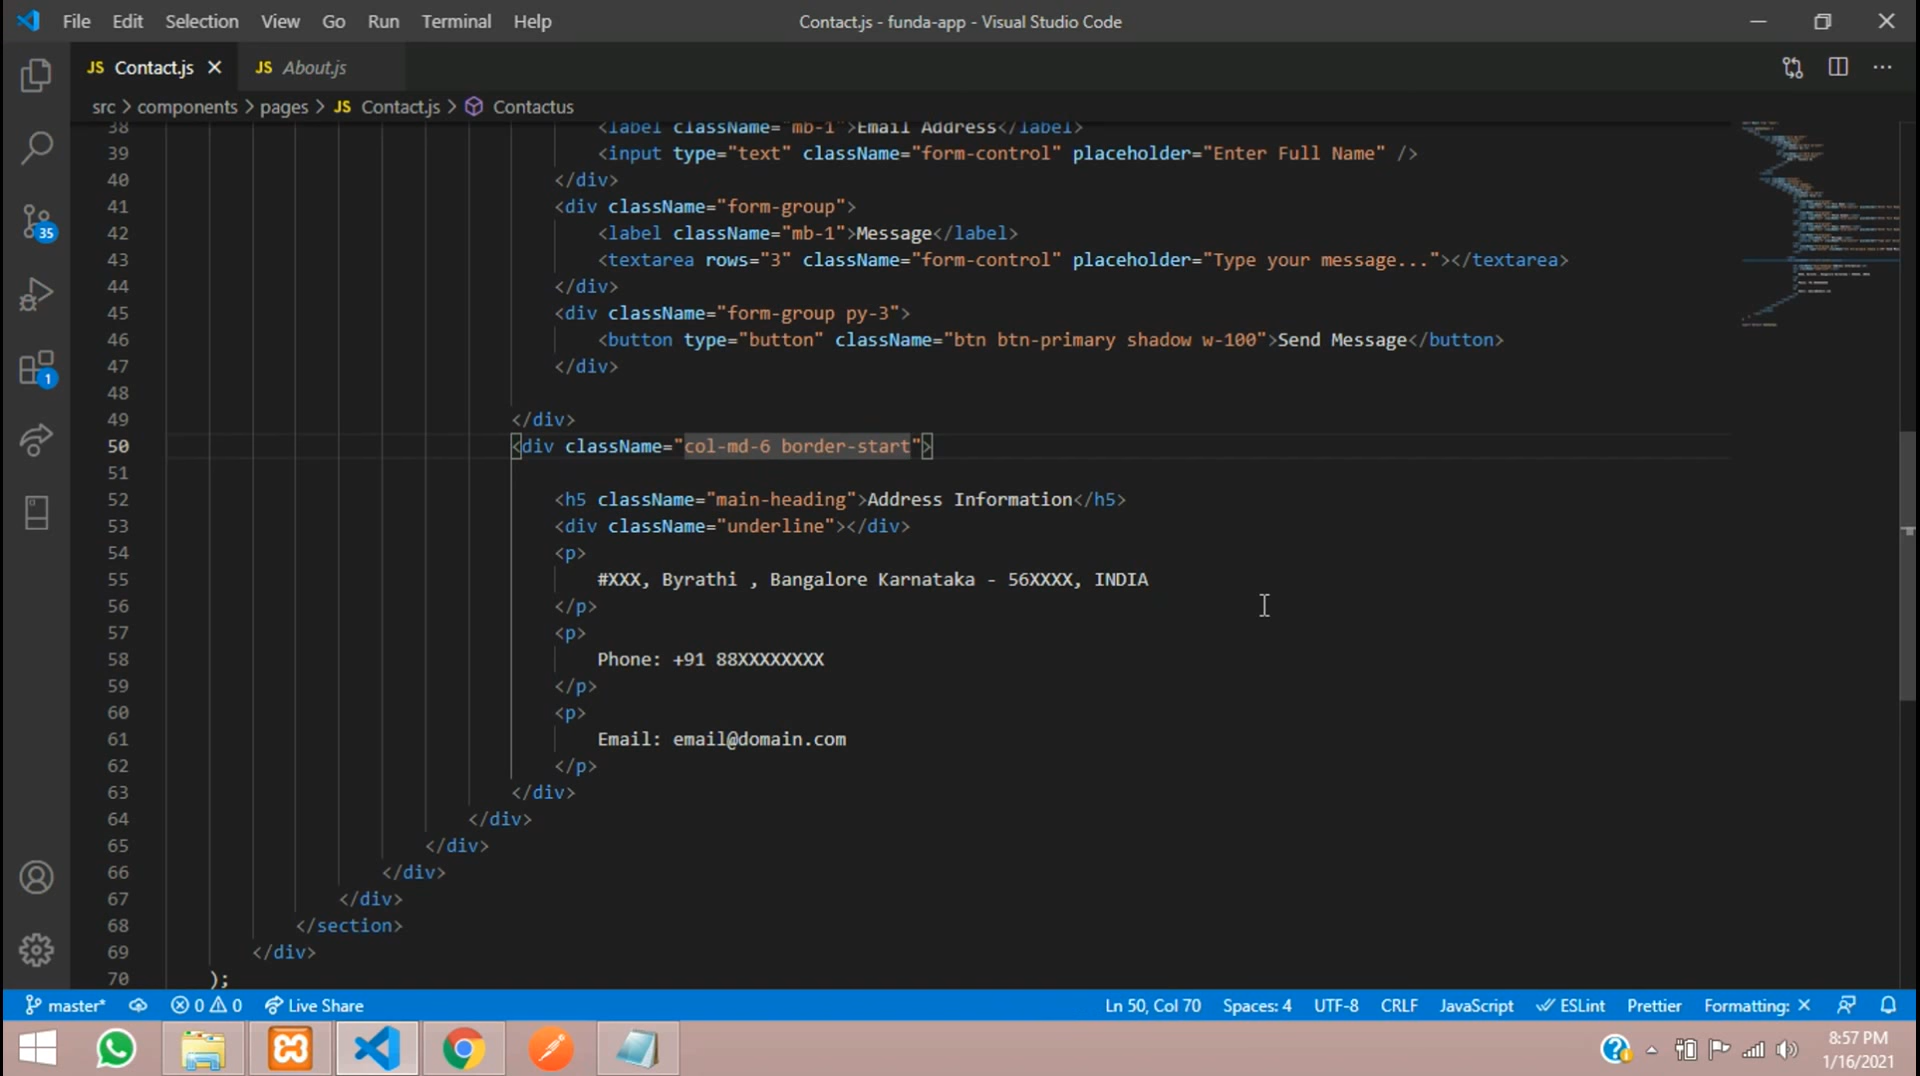 File Edit Selection View Go Run Terminal Help Contact.js - funda-app - Visual Studio Code
JS Contact.js JS About.js
src > components > pages > JS Contact.js > Contactus
38 <label className="mb-1">Email Address</label>
39 <input type="text" className="form-control" placeholder="Enter Full Name" />
40 </div>
41 <div className="form-group">
42 <label className="mb-1">Message</label>
43 <textarea rows="3" className="form-control" placeholder="Type your message..."></textarea>
44 </div>
45 <div className="form-group py-3">
46 <button type="button" className="btn btn-primary shadow w-100">Send Message</button>
47 </div>
48
49 </div>
50 <div className="col-md-6 border-start">
51
52 <h5 className="main-heading">Address Information</h5>
53 <div className="underline"></div>
54 <p>
55 #XXX, Byrathi , Bangalore Karnataka - 56XXXX, INDIA
56 </p>
57 <p>
58 Phone: +91 88XXXXXXXX
59 </p>
60 <p>
61 Email: email@domain.com
62 </p>
63 </div>
64 </div>
65 </div>
66 </div>
67 </div>
68 </section>
69 </div>
70 );
35
1
master* 0 0 Live Share Ln 50, Col 70 Spaces: 4 UTF-8 CRLF JavaScript ESLint Prettier Formatting: ×
8:57 PM
1/16/2021